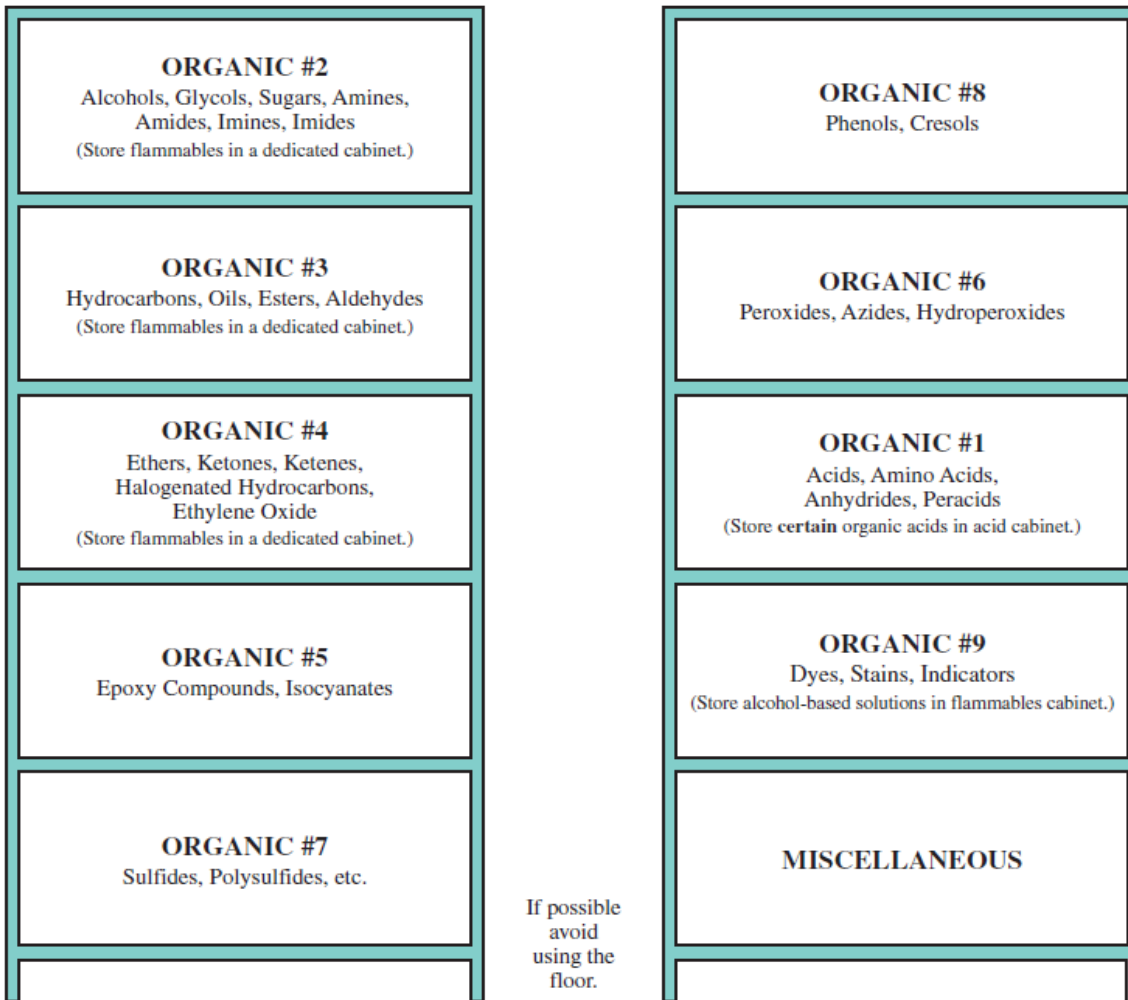 ORGANIC #2
Alcohols, Glycols, Sugars, Amines,
Amides, Imines, Imides
(Store flammables in a dedicated cabinet.)
ORGANIC #3
Hydrocarbons, Oils, Esters, Aldehydes
(Store flammables in a dedicated cabinet.)
ORGANIC #4
Ethers, Ketones, Ketenes,
Halogenated Hydrocarbons,
Ethylene Oxide
(Store flammables in a dedicated cabinet.)
ORGANIC #5
Epoxy Compounds, Isocyanates
ORGANIC #7
Sulfides, Polysulfides, etc.
If possible
avoid
using the
floor.
ORGANIC #8
Phenols, Cresols
ORGANIC #6
Peroxides, Azides, Hydroperoxides
ORGANIC #1
Acids, Amino Acids,
Anhydrides, Peracids
(Store certain organic acids in acid cabinet.)
ORGANIC #9
Dyes, Stains, Indicators
(Store alcohol-based solutions in flammables cabinet.)
MISCELLANEOUS